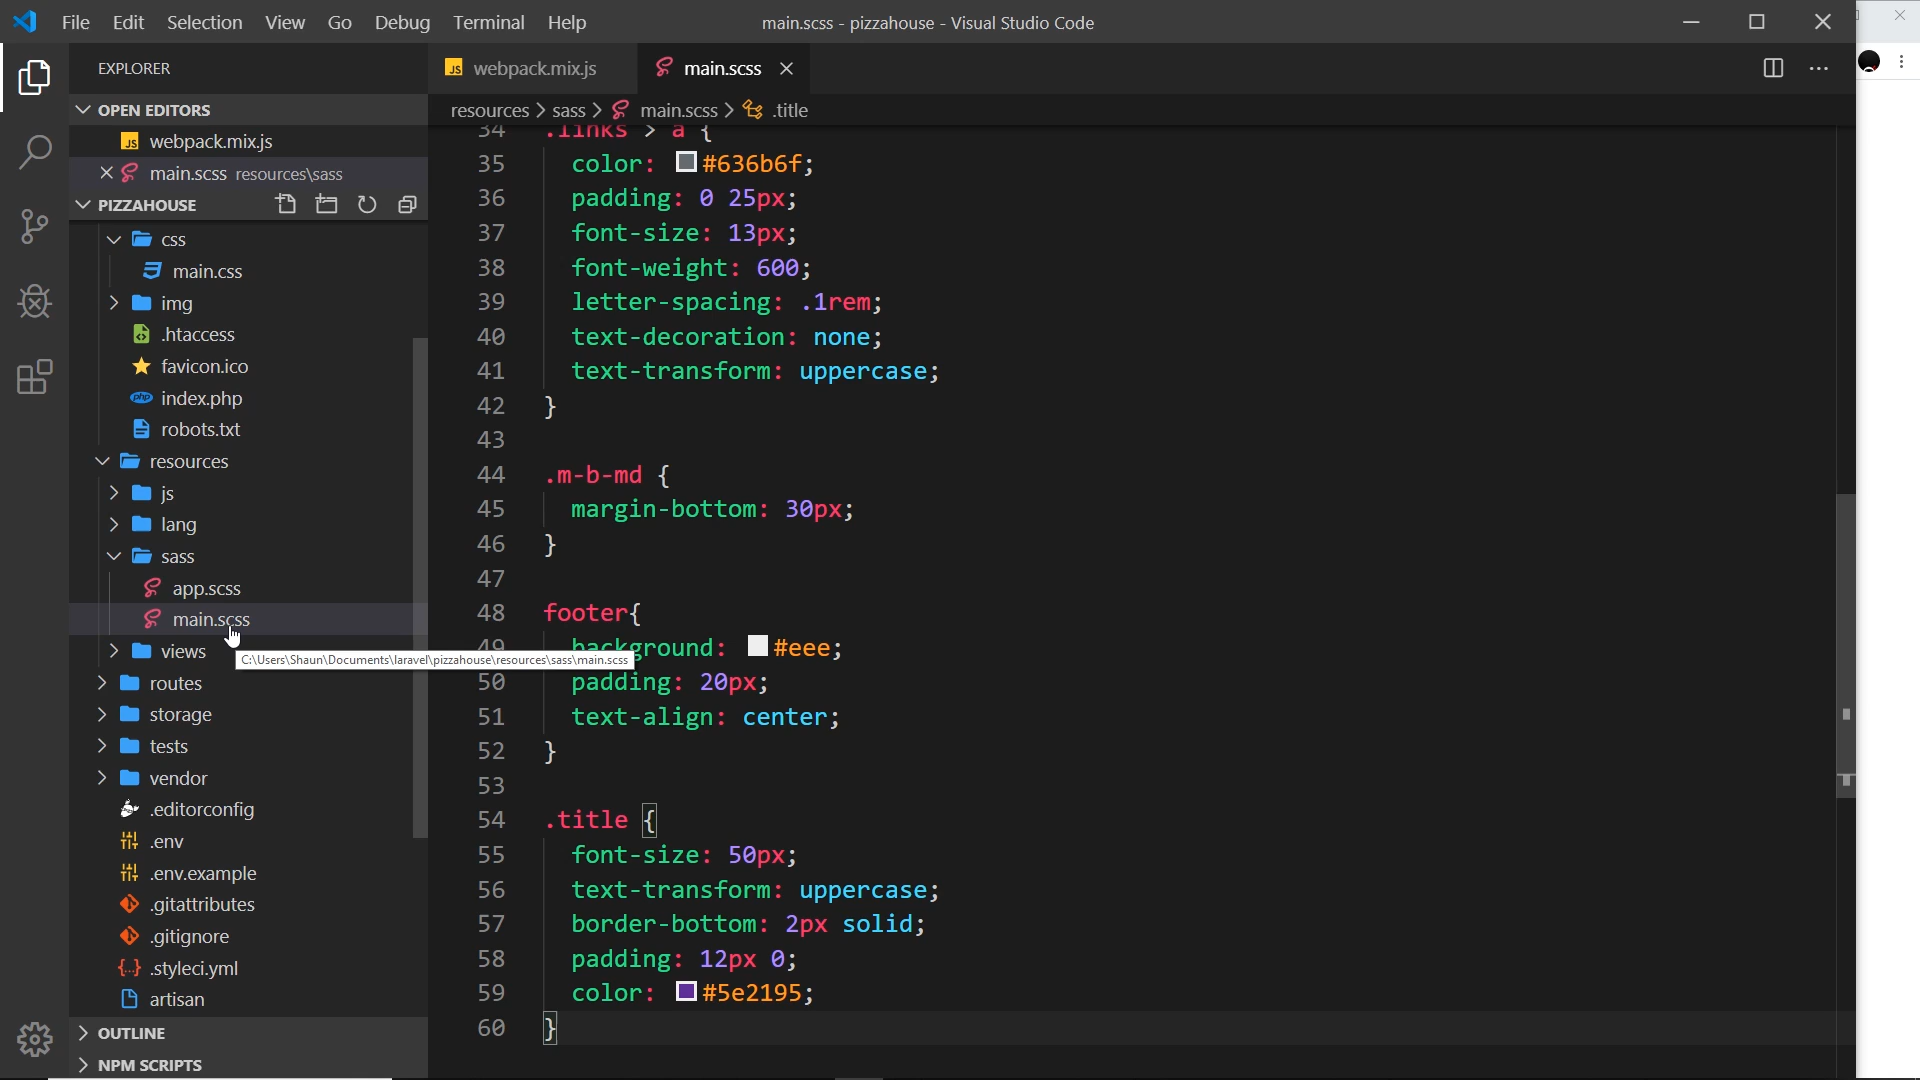 File Edit Selection View Go Debug Terminal Help
main.scss - pizzahouse - Visual Studio Code
EXPLORER
OPEN EDITORS
JS webpack.mix.js
main.scss resources\sass
PIZZAHOUSE
css
main.css
img
.htaccess
favicon.ico
php index.php
robots.txt
resources
js
lang
sass
app.scss
main.scss
views
routes
storage
tests
vendor
.editorconfig
.env
.env.example
.gitattributes
.gitignore
.styleci.yml
artisan
OUTLINE
NPM SCRIPTS
JS webpack.mix.js
main.scss
resources > sass > main.scss > .title
34 .links > a {
35 color: #636b6f;
36 padding: 0 25px;
37 font-size: 13px;
38 font-weight: 600;
39 letter-spacing: .1rem;
40 text-decoration: none;
41 text-transform: uppercase;
42 }
43
44 .m-b-md {
45 margin-bottom: 30px;
46 }
47
48 footer{
49 background: #eee;
C:\Users\Shaun\Documents\laravel\pizzahouse\resources\sass\main.scss
50 padding: 20px;
51 text-align: center;
52 }
53
54 .title {
55 font-size: 50px;
56 text-transform: uppercase;
57 border-bottom: 2px solid;
58 padding: 12px 0;
59 color: #5e2195;
60 }